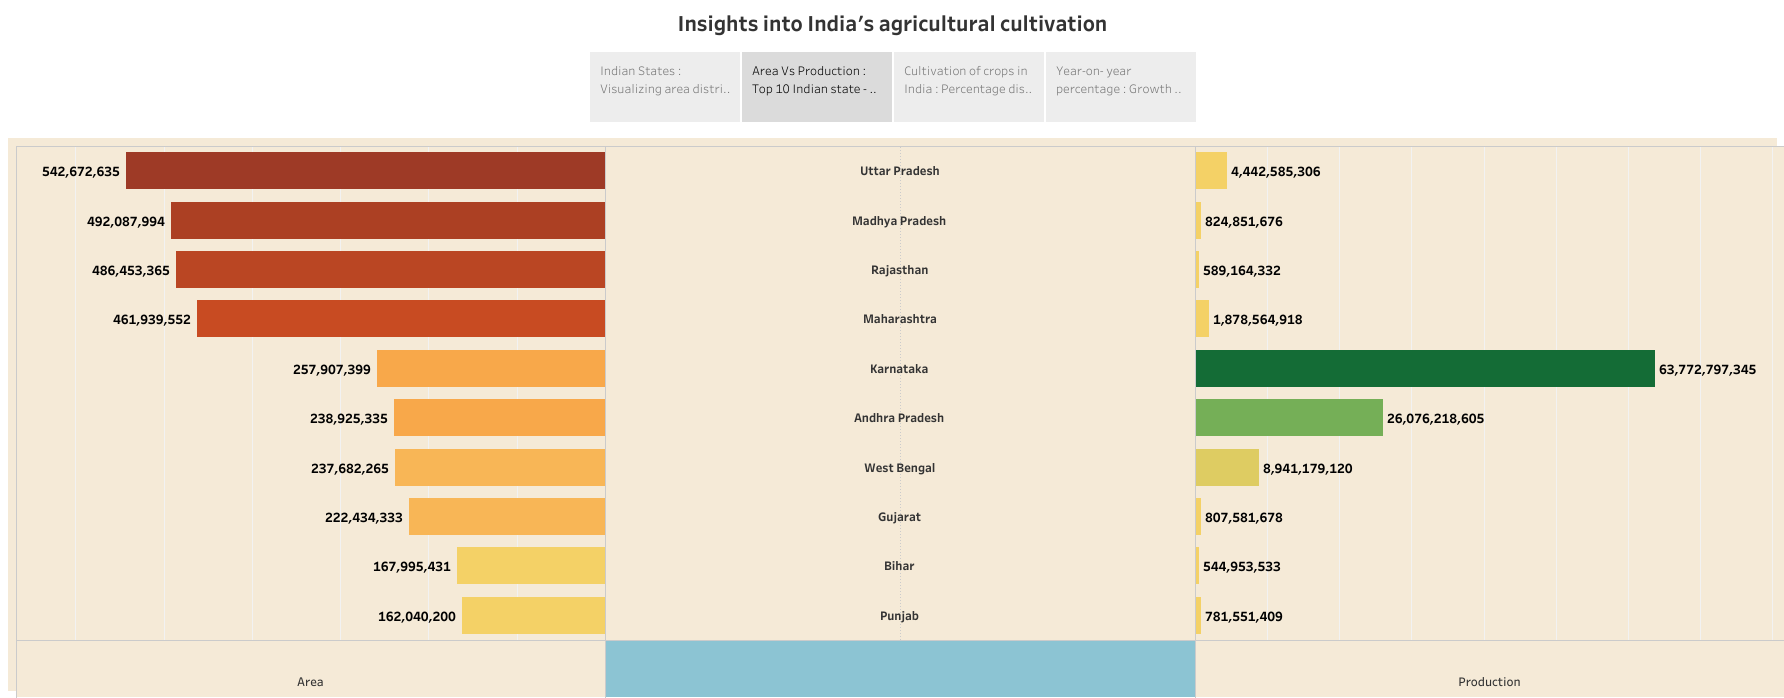 Insights into India's agricultural cultivation
Indian States :
Visualizing area distri..
Area Vs Production :
Top 10 Indian state - ..
Cultivation of crops in
India : Percentage dis..
Year-on- year
percentage : Growth ..
542,672,635 Uttar Pradesh 4,442,585,306
492,087,994 Madhya Pradesh 824,851,676
486,453,365 Rajasthan 589,164,332
461,939,552 Maharashtra 1,878,564,918
257,907,399 Karnataka 63,772,797,345
238,925,335 Andhra Pradesh 26,076,218,605
237,682,265 West Bengal 8,941,179,120
222,434,333 Gujarat 807,581,678
167,995,431 Bihar 544,953,533
162,040,200 Punjab 781,551,409
Area Production